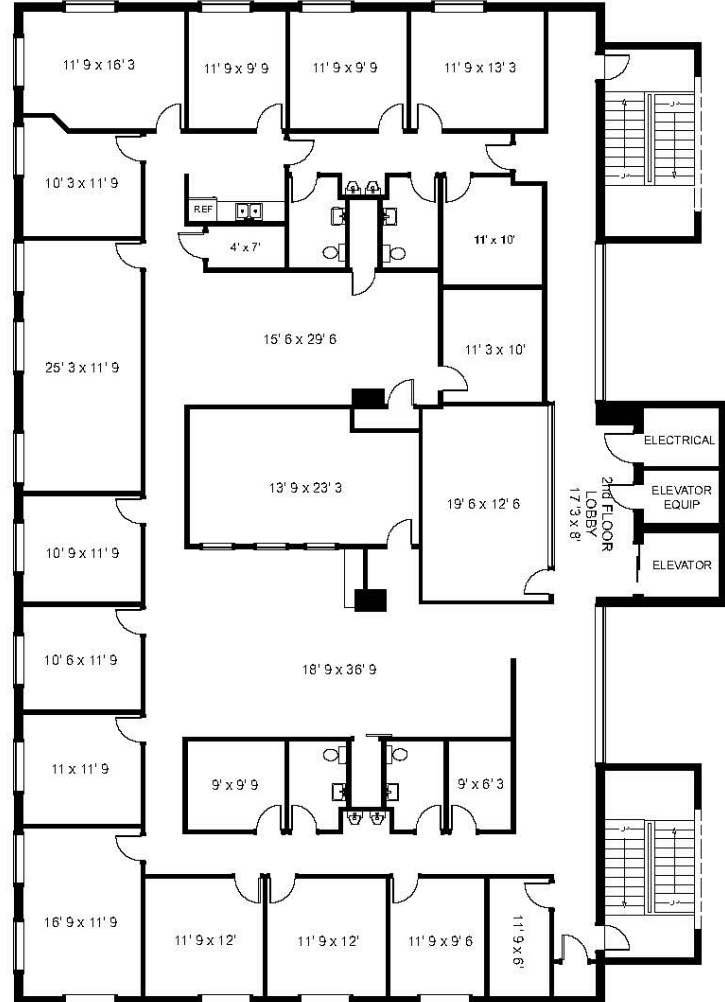 11' 9 x 16' 3
11' 9 x 9' 9
11' 9 x 9' 9
11' 9 x 13' 3
10' 3 x 11' 9
REF
4' x 7'
11' x 10'
15' 6 x 29' 6
11' 3 x 10'
25' 3 x 11' 9
13' 9 x 23' 3
19' 6 x 12' 6
2nd FLOOR
LOBBY
17' 3 x 8'
ELECTRICAL
ELEVATOR
EQUIP
ELEVATOR
10' 9 x 11' 9
10' 6 x 11' 9
18' 9 x 36' 9
11 x 11' 9
9' x 9' 9
9' x 6' 3
16' 9 x 11' 9
11' 9 x 12'
11' 9 x 12'
11' 9 x 9' 6
11' 9 x 6'